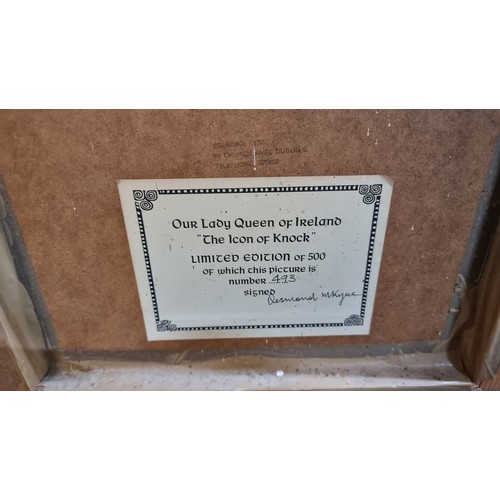 Our Lady Queen of Ireland
"The Icon of Knock"
LIMITED EDITION of 500
of which this picture is
number 493
signed Desmond McKyne